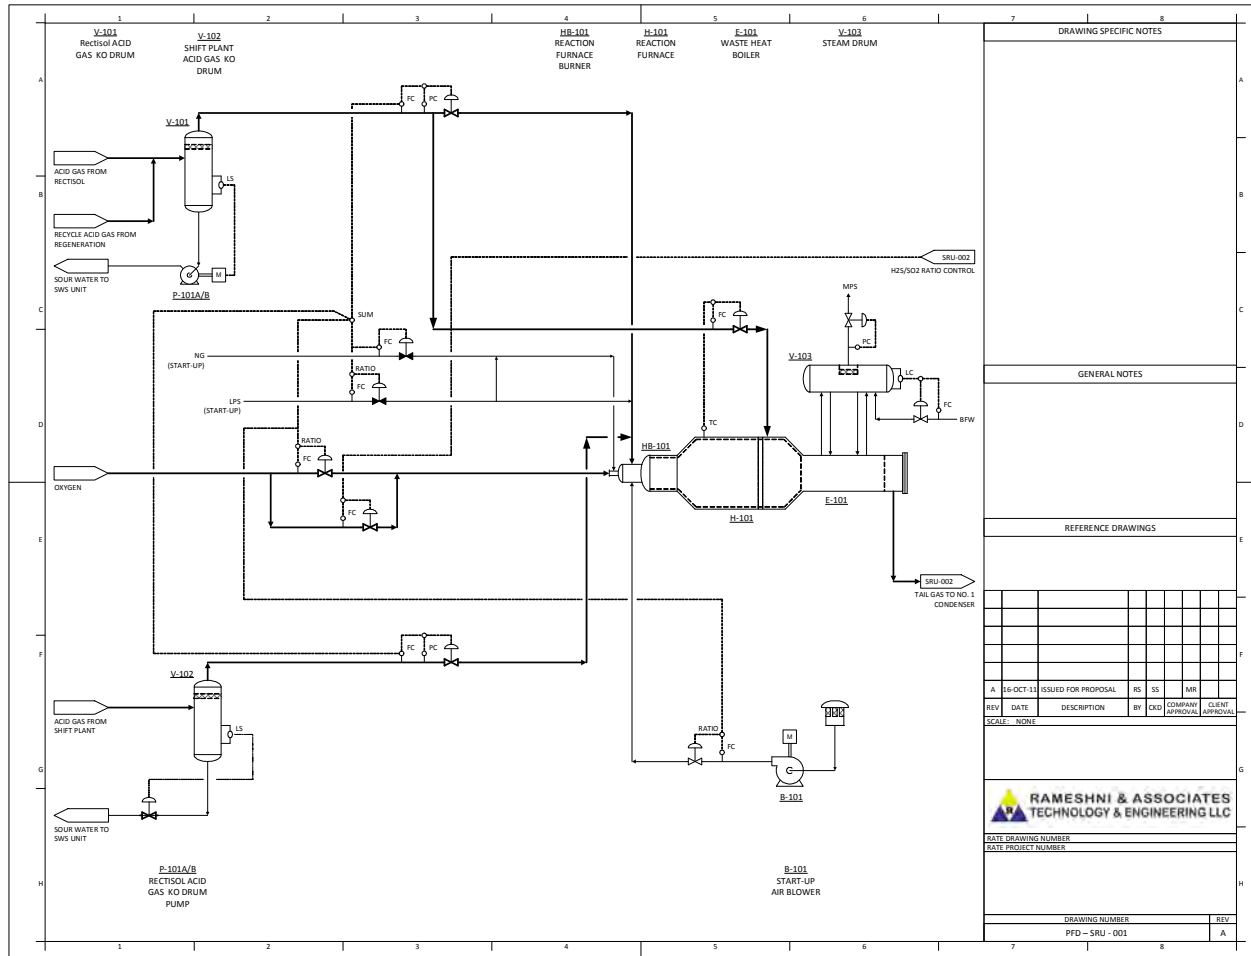 1 2 3 4 5 6 7 8
V-101
Rectisol ACID
GAS KO DRUM
V-102
SHIFT PLANT
ACID GAS KO
DRUM
HB-101
REACTION
FURNACE
BURNER
H-101
REACTION
FURNACE
E-101
WASTE HEAT
BOILER
V-103
STEAM DRUM
DRAWING SPECIFIC NOTES
A
A
FC
PC
V-101
ACID GAS FROM
RECTISOL
LS
B
B
RECYCLE ACID GAS FROM
REGENERATION
SRU-002
H2S/SO2 RATIO CONTROL
SOUR WATER TO
SWS UNIT
M
P-101A/B
MPS
C
C
SUM
FC
FC
PC
NG
(START-UP)
V-103
RATIO
LC
GENERAL NOTES
FC
LPS
(START-UP)
FC
BFW
D
D
TC
RATIO
HB-101
FC
OXYGEN
E-101
FC
H-101
REFERENCE DRAWINGS
E
E
SRU-002
TAIL GAS TO NO. 1
CONDENSER
FC
PC
F
F
V-102
A 16-OCT-11 ISSUED FOR PROPOSAL RS SS MR
REV DATE DESCRIPTION BY CKD COMPANY APPROVAL CLIENT APPROVAL
SCALE: NONE
ACID GAS FROM
SHIFT PLANT
LS
RATIO
FC
M
G
G
B-101
RAMESHNI & ASSOCIATES
TECHNOLOGY & ENGINEERING LLC
R
SOUR WATER TO
SWS UNIT
RATE DRAWING NUMBER
RATE PROJECT NUMBER
P-101A/B
RECTISOL ACID
GAS KO DRUM
PUMP
B-101
START-UP
AIR BLOWER
H
H
DRAWING NUMBER REV
PFD – SRU - 001 A
1 2 3 4 5 6 7 8